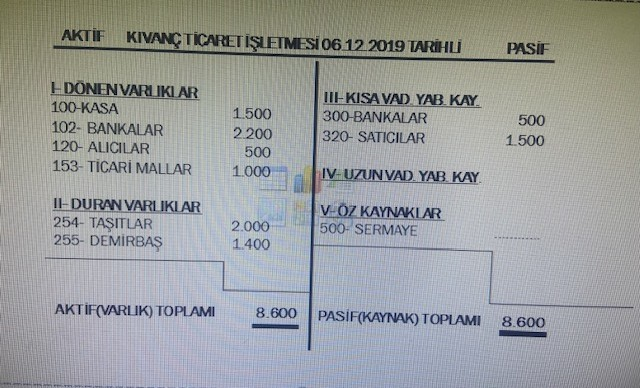 AKTİF KIVANÇ TİCARET İŞLETMESİ 06.12.2019 TARİHLİ PASİF
I- DÖNEN VARLIKLAR
100-KASA 1.500
102- BANKALAR 2.200
120- ALICILAR 500
153- TİCARİ MALLAR 1.000
II- DURAN VARLIKLAR
254- TAŞITLAR 2.000
255- DEMİRBAŞ 1.400
AKTİF(VARLIK) TOPLAMI 8.600
III- KISA VAD. YAB. KAY.
300-BANKALAR 500
320- SATICILAR 1.500
IV- UZUN VAD. YAB. KAY.
V- ÖZ KAYNAKLAR
500- SERMAYE ...............
PASİF(KAYNAK) TOPLAMI 8.600